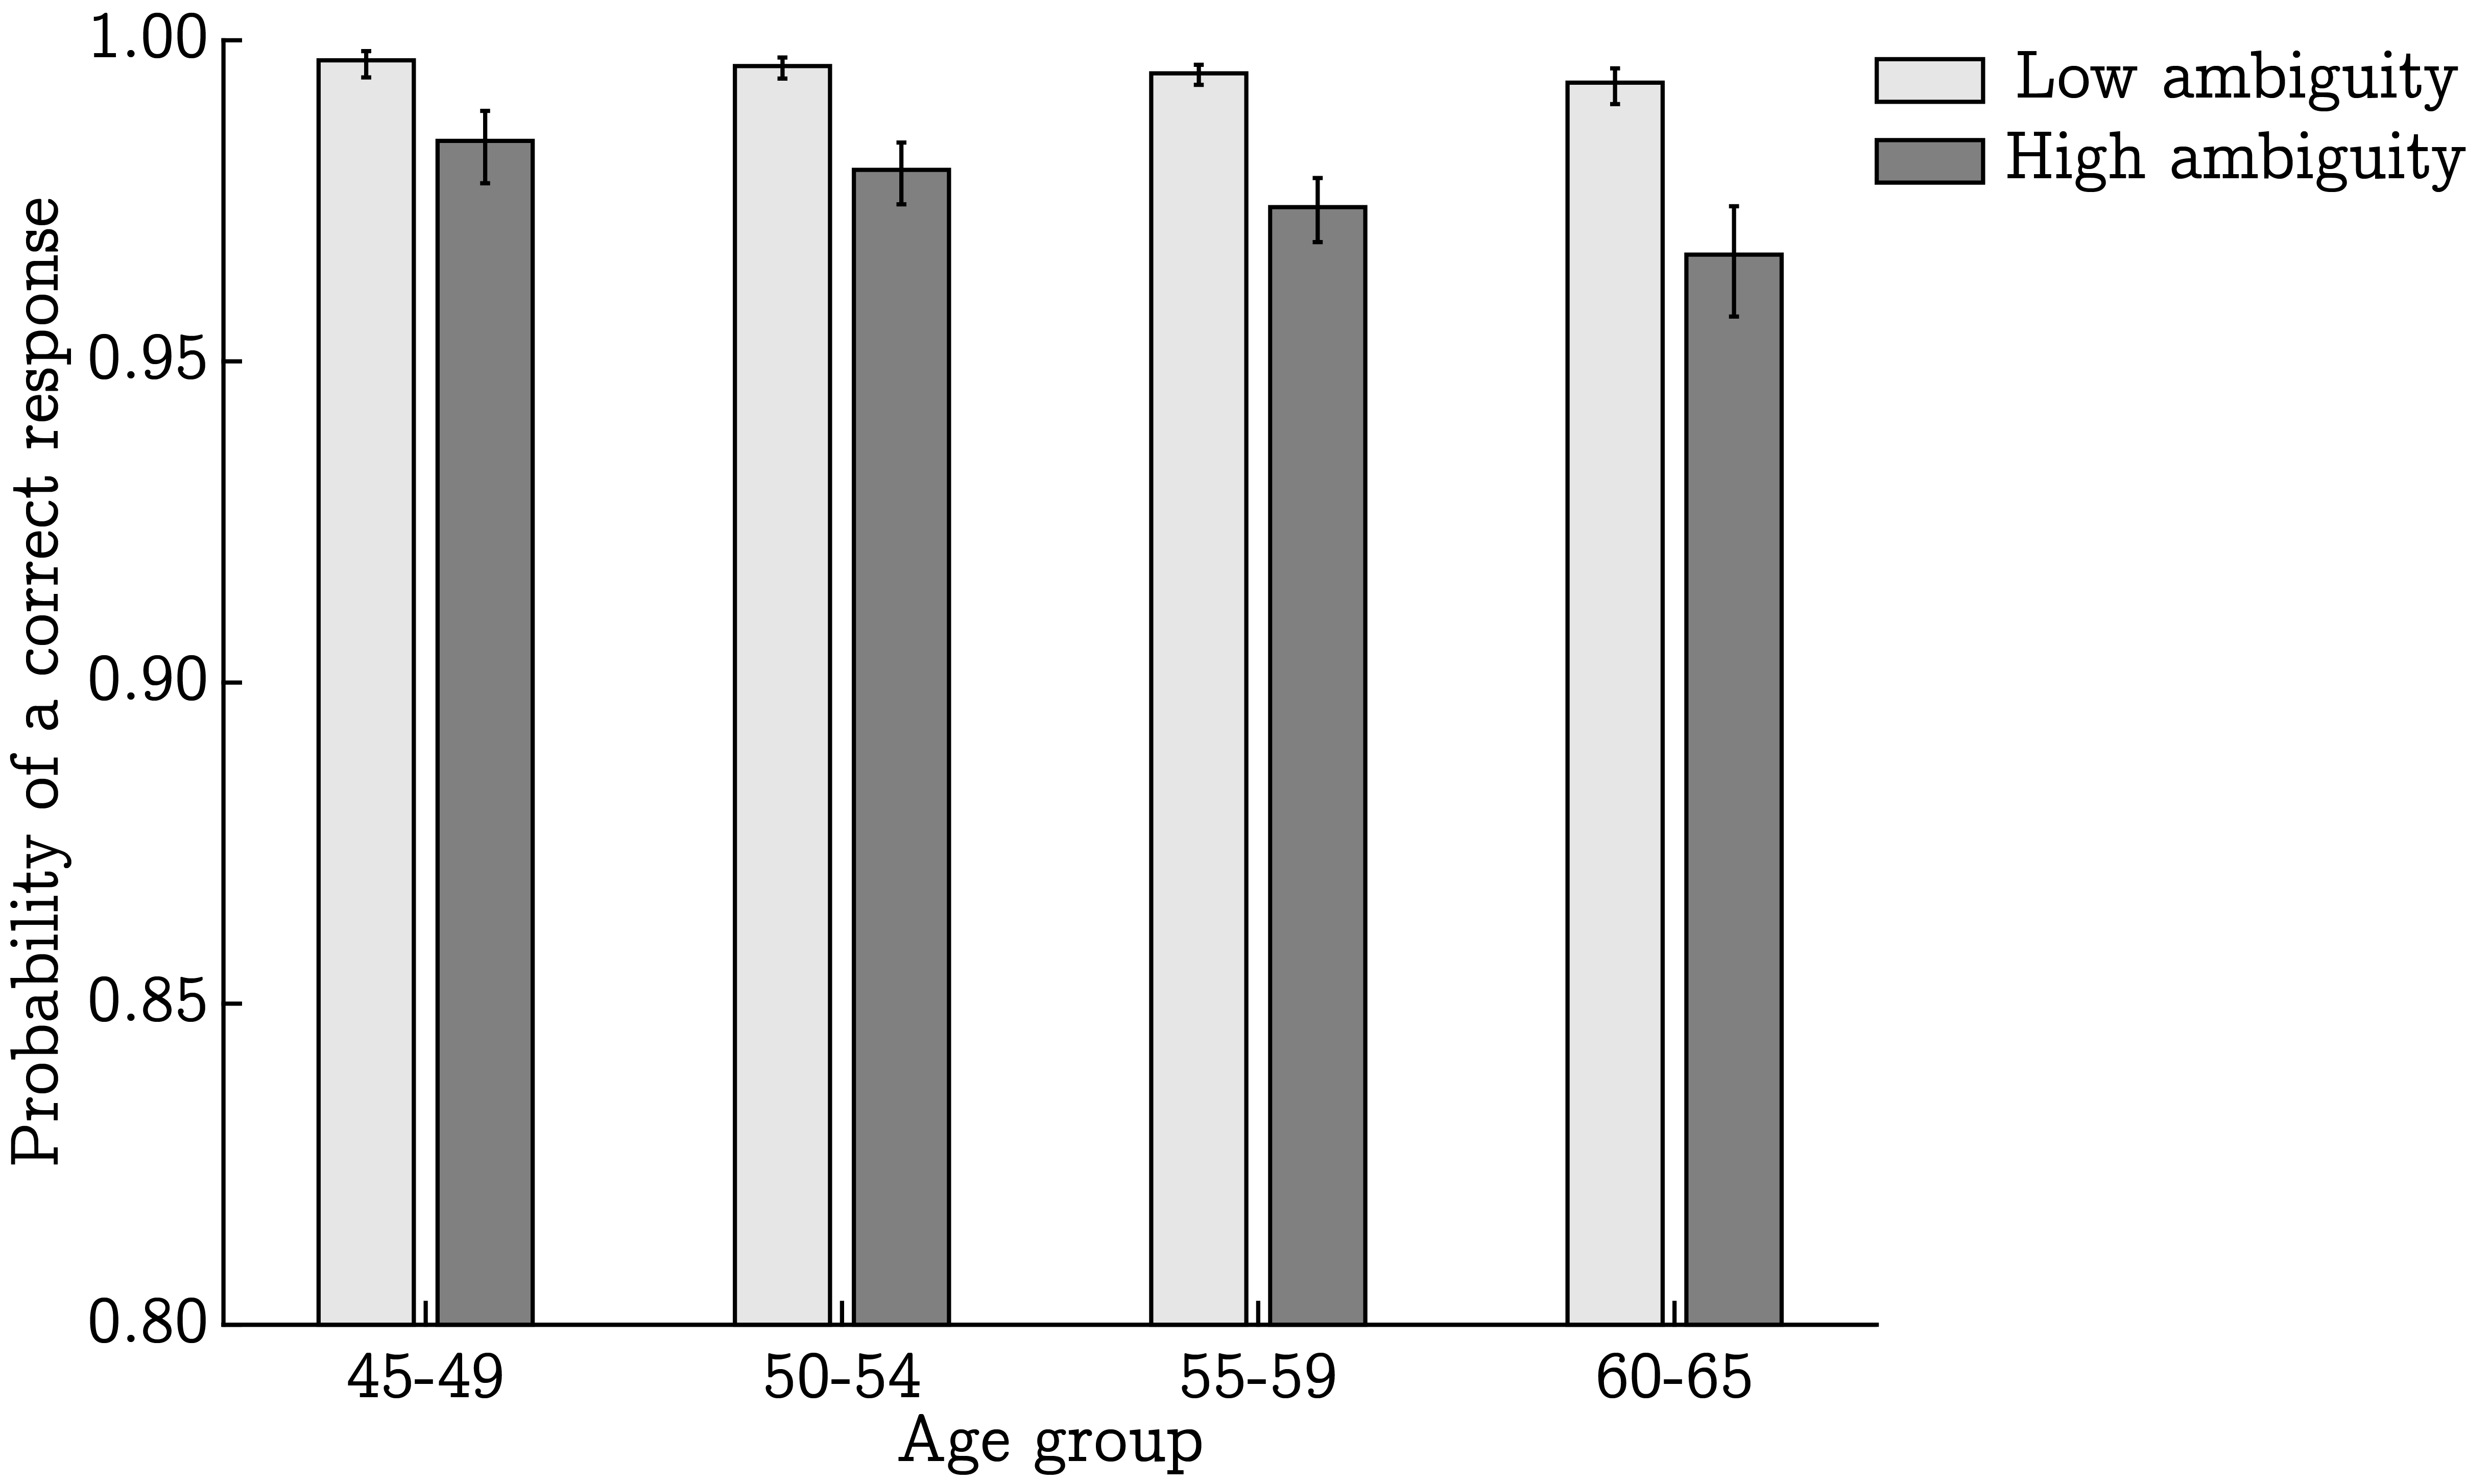 Probability of a correct response
1.00
0.95
0.90
0.85
0.80
45-49
50-54
55-59
60-65
Age group
Low ambiguity
High ambiguity